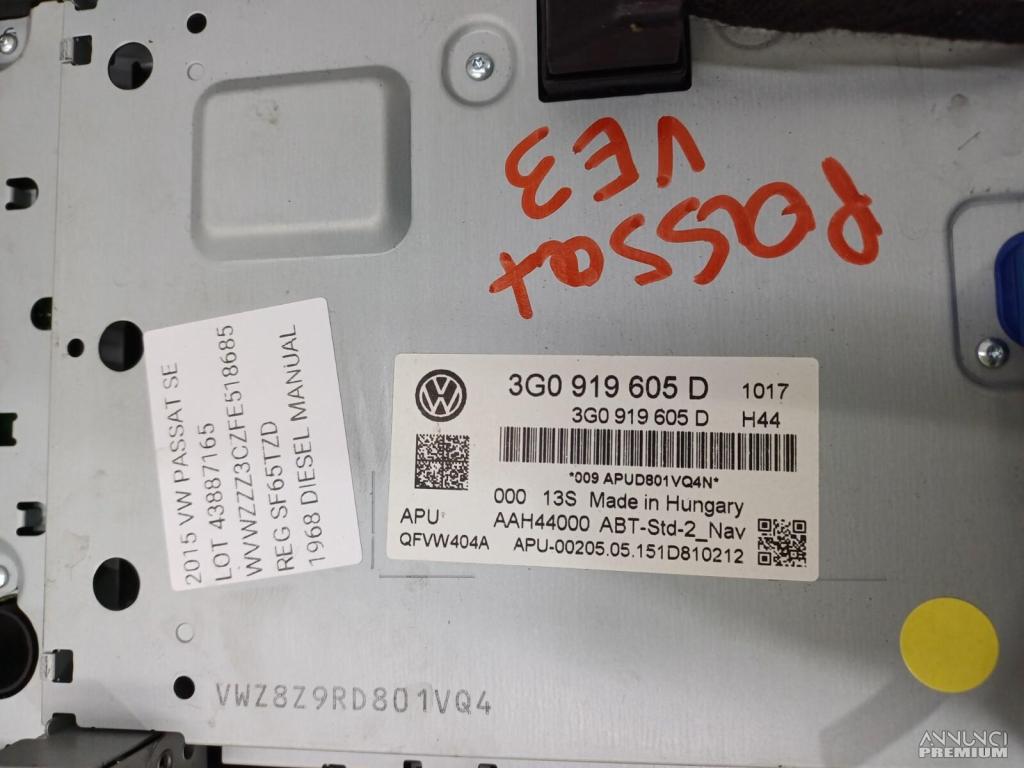 VE3
Passat
2015 VW PASSAT SE
LOT 43887165
WVWZZZ3CZFE518685
REG SF65TZD
1968 DIESEL MANUAL
3G0 919 605 D 1017
3G0 919 605 D H44
*009 APUD801VQ4N*
000 13S Made in Hungary
APU AAH44000 ABT-Std-2_Nav
QFVW404A APU-00205.05.151D810212
VWZ8Z9RD801VQ4
ANNUNCI
PREMIUM